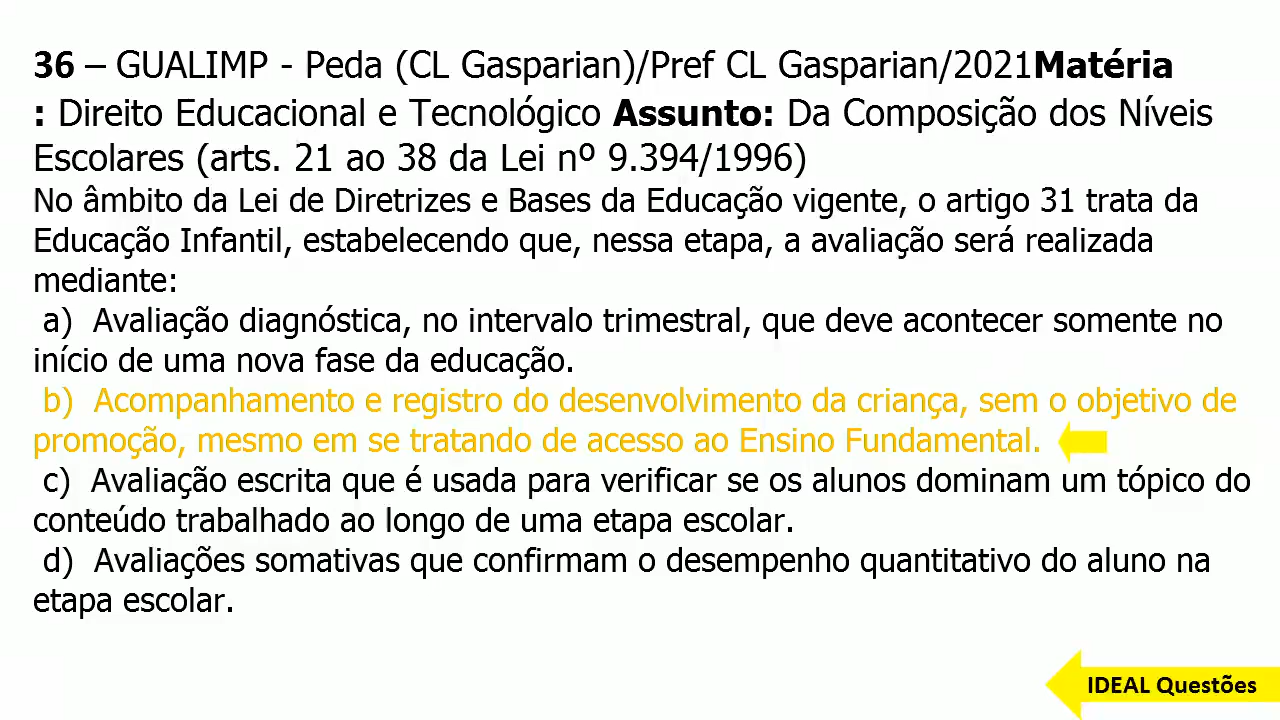 36 – GUALIMP - Peda (CL Gasparian)/Pref CL Gasparian/2021Matéria
: Direito Educacional e Tecnológico Assunto: Da Composição dos Níveis
Escolares (arts. 21 ao 38 da Lei nº 9.394/1996)
No âmbito da Lei de Diretrizes e Bases da Educação vigente, o artigo 31 trata da
Educação Infantil, estabelecendo que, nessa etapa, a avaliação será realizada
mediante:
a) Avaliação diagnóstica, no intervalo trimestral, que deve acontecer somente no
início de uma nova fase da educação.
b) Acompanhamento e registro do desenvolvimento da criança, sem o objetivo de
promoção, mesmo em se tratando de acesso ao Ensino Fundamental.
c) Avaliação escrita que é usada para verificar se os alunos dominam um tópico do
conteúdo trabalhado ao longo de uma etapa escolar.
d) Avaliações somativas que confirmam o desempenho quantitativo do aluno na
etapa escolar.
IDEAL Questões